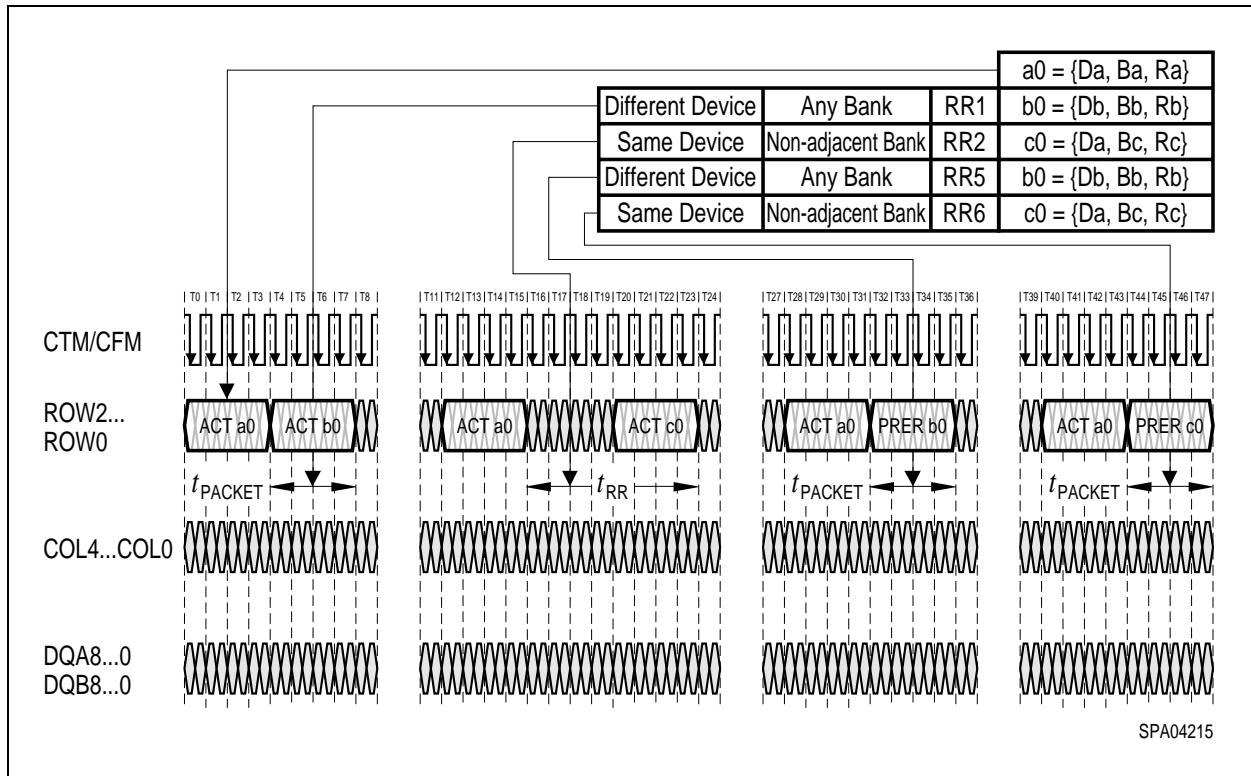 a0 = {Da, Ba, Ra}
Different Device Any Bank RR1 b0 = {Db, Bb, Rb}
Same Device Non-adjacent Bank RR2 c0 = {Da, Bc, Rc}
Different Device Any Bank RR5 b0 = {Db, Bb, Rb}
Same Device Non-adjacent Bank RR6 c0 = {Da, Bc, Rc}
T0 T1 T2 T3 T4 T5 T6 T7 T8 T11 T12 T13 T14 T15 T16 T17 T18 T19 T20 T21 T22 T23 T24 T27 T28 T29 T30 T31 T32 T33 T34 T35 T36 T39 T40 T41 T42 T43 T44 T45 T46 T47
CTM/CFM
ROW2...
ROW0
ACT a0 ACT b0 ACT a0 ACT c0 ACT a0 PRER b0 ACT a0 PRER c0
tPACKET tRR tPACKET tPACKET
COL4...COL0
DQA8...0
DQB8...0
SPA04215